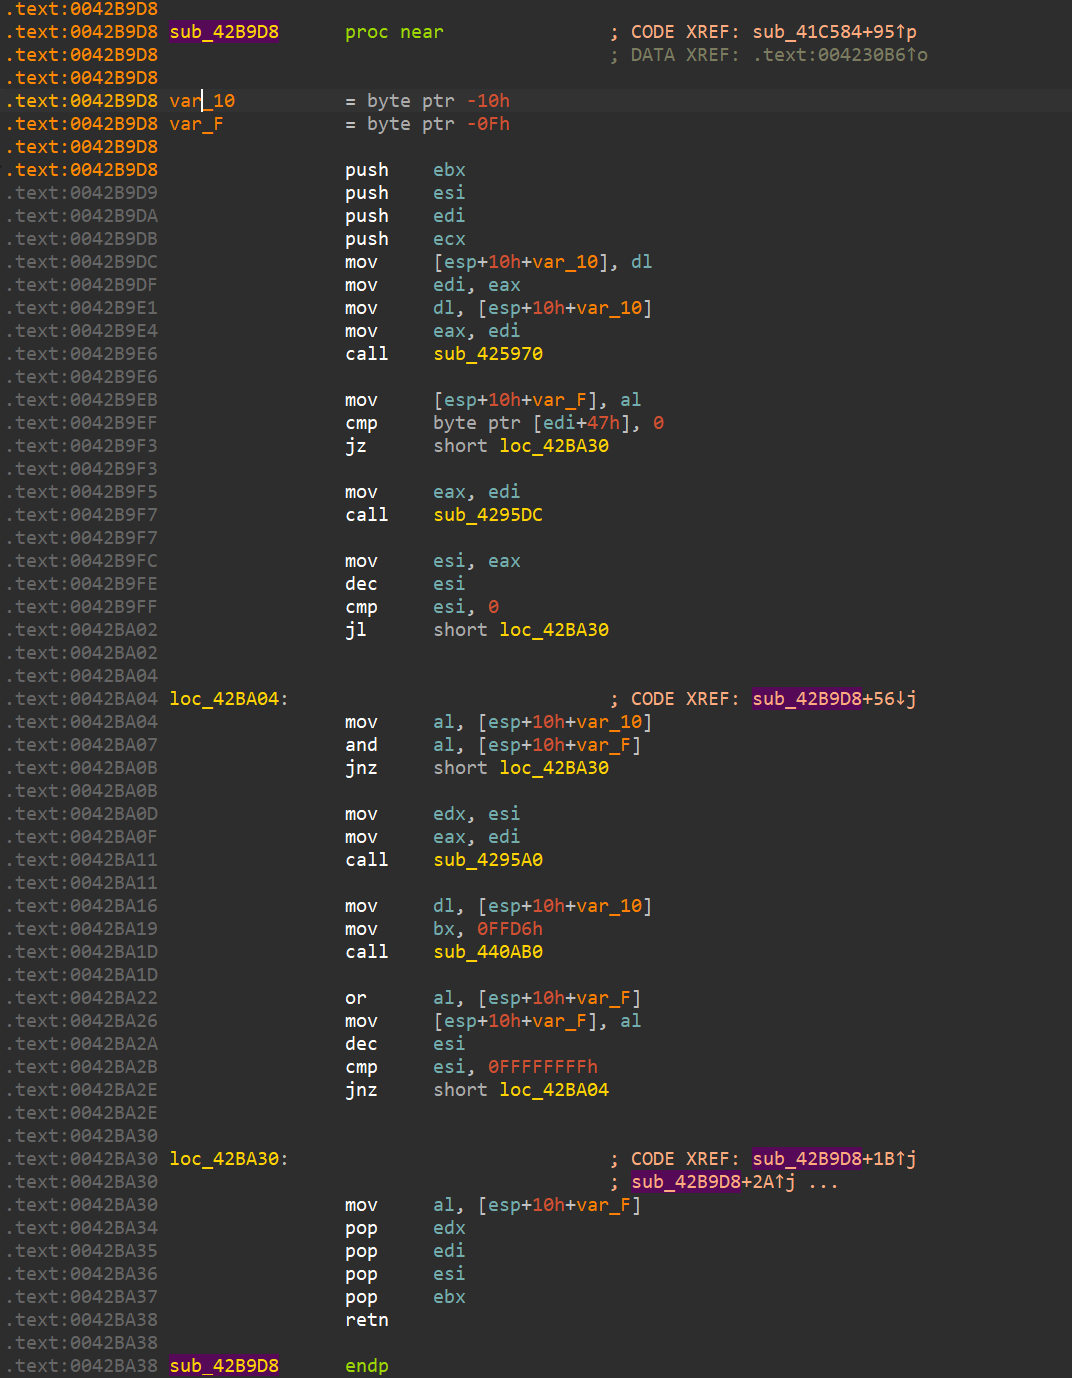 .text:0042B9D8
.text:0042B9D8 sub_42B9D8      proc near               ; CODE XREF: sub_41C584+95↑p
.text:0042B9D8                                         ; DATA XREF: .text:004230B6↑o
.text:0042B9D8
.text:0042B9D8 var_10          = byte ptr -10h
.text:0042B9D8 var_F           = byte ptr -0Fh
.text:0042B9D8
.text:0042B9D8                 push    ebx
.text:0042B9D9                 push    esi
.text:0042B9DA                 push    edi
.text:0042B9DB                 push    ecx
.text:0042B9DC                 mov     [esp+10h+var_10], dl
.text:0042B9DF                 mov     edi, eax
.text:0042B9E1                 mov     dl, [esp+10h+var_10]
.text:0042B9E4                 mov     eax, edi
.text:0042B9E6                 call    sub_425970
.text:0042B9E6
.text:0042B9EB                 mov     [esp+10h+var_F], al
.text:0042B9EF                 cmp     byte ptr [edi+47h], 0
.text:0042B9F3                 jz      short loc_42BA30
.text:0042B9F3
.text:0042B9F5                 mov     eax, edi
.text:0042B9F7                 call    sub_4295DC
.text:0042B9F7
.text:0042B9FC                 mov     esi, eax
.text:0042B9FE                 dec     esi
.text:0042B9FF                 cmp     esi, 0
.text:0042BA02                 jl      short loc_42BA30
.text:0042BA02
.text:0042BA04
.text:0042BA04 loc_42BA04:                             ; CODE XREF: sub_42B9D8+56↓j
.text:0042BA04                 mov     al, [esp+10h+var_10]
.text:0042BA07                 and     al, [esp+10h+var_F]
.text:0042BA0B                 jnz     short loc_42BA30
.text:0042BA0B
.text:0042BA0D                 mov     edx, esi
.text:0042BA0F                 mov     eax, edi
.text:0042BA11                 call    sub_4295A0
.text:0042BA11
.text:0042BA16                 mov     dl, [esp+10h+var_10]
.text:0042BA19                 mov     bx, 0FFD6h
.text:0042BA1D                 call    sub_440AB0
.text:0042BA1D
.text:0042BA22                 or      al, [esp+10h+var_F]
.text:0042BA26                 mov     [esp+10h+var_F], al
.text:0042BA2A                 dec     esi
.text:0042BA2B                 cmp     esi, 0FFFFFFFFh
.text:0042BA2E                 jnz     short loc_42BA04
.text:0042BA2E
.text:0042BA30
.text:0042BA30 loc_42BA30:                             ; CODE XREF: sub_42B9D8+1B↑j
.text:0042BA30                                         ; sub_42B9D8+2A↑j ...
.text:0042BA30                 mov     al, [esp+10h+var_F]
.text:0042BA34                 pop     edx
.text:0042BA35                 pop     edi
.text:0042BA36                 pop     esi
.text:0042BA37                 pop     ebx
.text:0042BA38                 retn
.text:0042BA38
.text:0042BA38 sub_42B9D8      endp